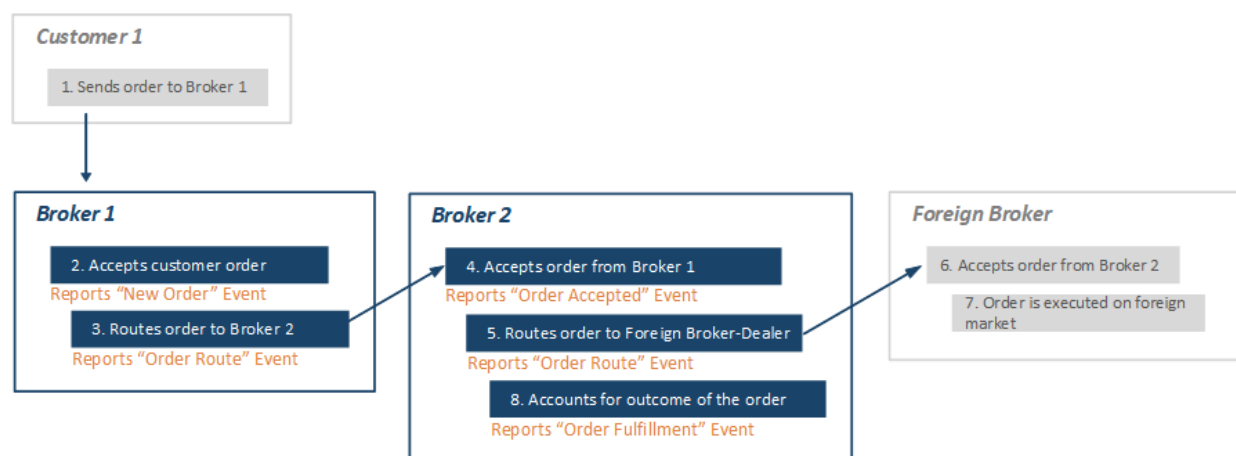 Customer 1
1. Sends order to Broker 1
Broker 1
2. Accepts customer order
Reports “New Order” Event
3. Routes order to Broker 2
Reports “Order Route” Event
Broker 2
4. Accepts order from Broker 1
Reports “Order Accepted” Event
5. Routes order to Foreign Broker-Dealer
Reports “Order Route” Event
8. Accounts for outcome of the order
Reports “Order Fulfillment” Event
Foreign Broker
6. Accepts order from Broker 2
7. Order is executed on foreign
market